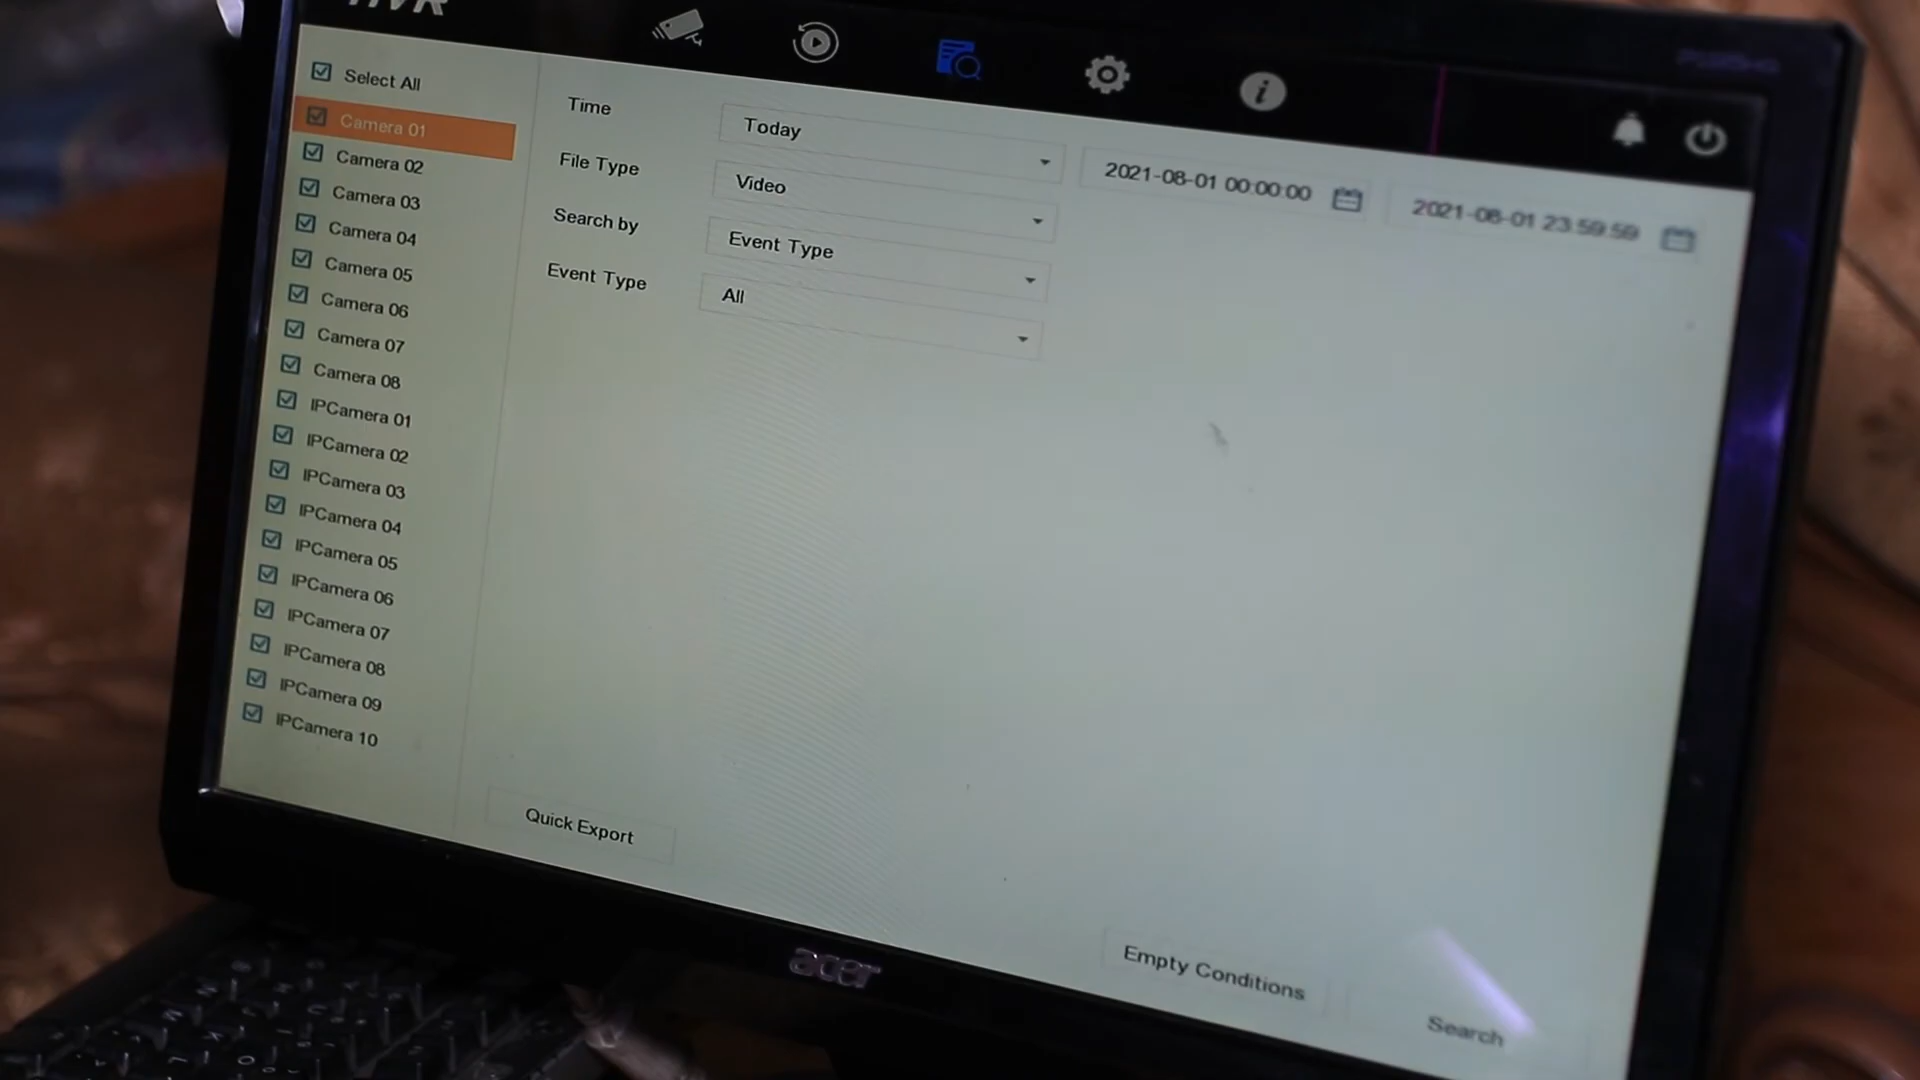 Select All
Camera 01
Camera 02
Camera 03
Camera 04
Camera 05
Camera 06
Camera 07
Camera 08
IPCamera 01
IPCamera 02
IPCamera 03
IPCamera 04
IPCamera 05
IPCamera 06
IPCamera 07
IPCamera 08
IPCamera 09
IPCamera 10
Time Today 2021-08-01 00:00:00 2021-08-01 23:59:59
File Type Video
Search by Event Type
Event Type All
Quick Export
Empty Conditions
Search
acer